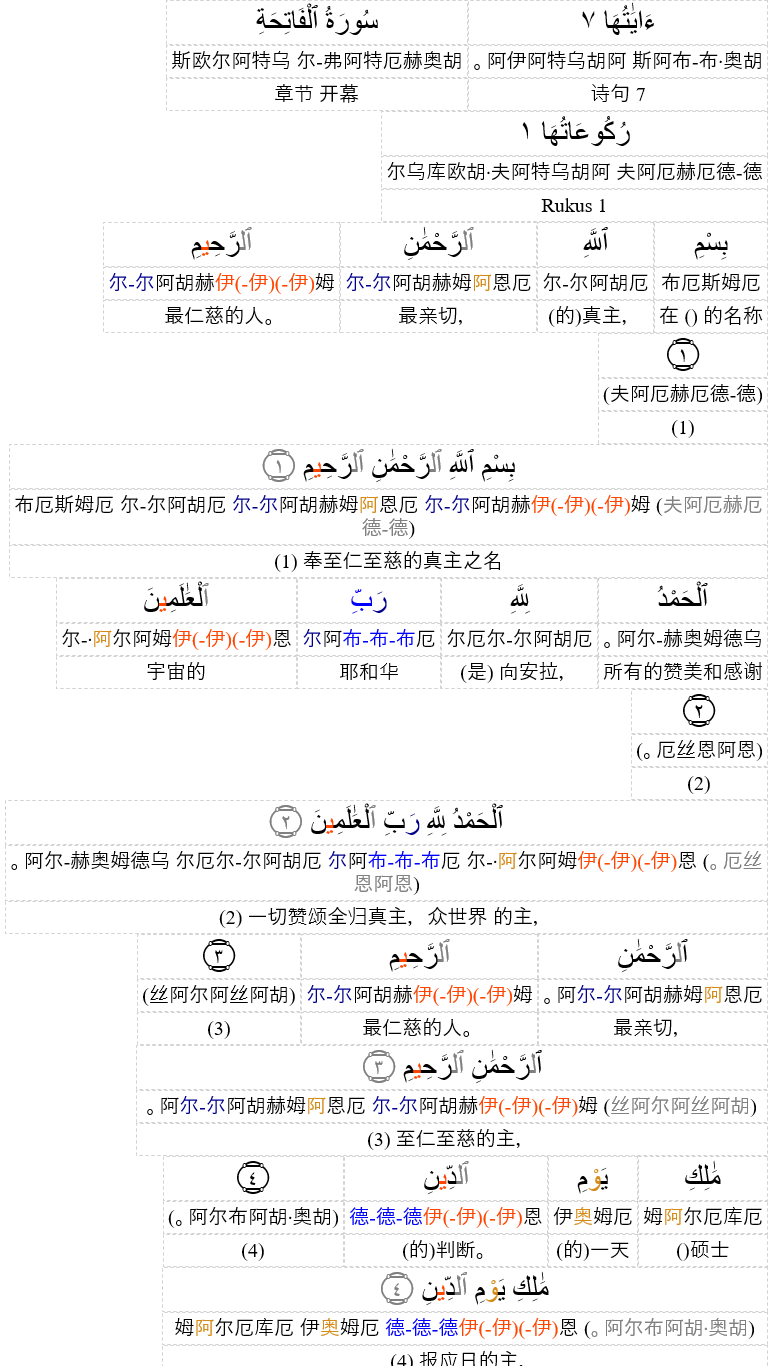 ءَايَٰتُهَا ٧ سُورَةُ ٱلْفَاتِحَةِ
。阿伊阿特乌胡阿 斯阿布-布·奥胡 斯欧尔阿特乌 尔-弗阿特厄赫奥胡
诗句 7 章节 开幕
رُكُوعَاتُهَا ١
尔乌库欧胡·夫阿特乌胡阿 夫阿厄赫厄德-德
Rukus 1
بِسْمِ ٱللَّهِ ٱلرَّحْمَٰنِ ٱلرَّحِيمِ
布厄斯姆厄 尔-尔阿胡厄 尔-尔阿胡赫姆阿恩厄 尔-尔阿胡赫伊(-伊)(-伊)姆
在 () 的名称 (的)真主， 最亲切， 最仁慈的人。
١
(夫阿厄赫厄德-德)
(1)
بِسْمِ ٱللَّهِ ٱلرَّحْمَٰنِ ٱلرَّحِيمِ ١
布厄斯姆厄 尔-尔阿胡厄 尔-尔阿胡赫姆阿恩厄 尔-尔阿胡赫伊(-伊)(-伊)姆 (夫阿厄赫厄
德-德)
(1) 奉至仁至慈的真主之名
ٱلْحَمْدُ لِلَّهِ رَبِّ ٱلْعَٰلَمِينَ
。阿尔-赫奥姆德乌 尔厄尔-尔阿胡厄 尔阿布-布-布厄 尔-·阿尔阿姆伊(-伊)(-伊)恩
所有的赞美和感谢 (是) 向安拉， 耶和华 宇宙的
٢
(。厄丝恩阿恩)
(2)
ٱلْحَمْدُ لِلَّهِ رَبِّ ٱلْعَٰلَمِينَ ٢
。阿尔-赫奥姆德乌 尔厄尔-尔阿胡厄 尔阿布-布-布厄 尔-·阿尔阿姆伊(-伊)(-伊)恩 (。厄丝
恩阿恩)
(2) 一切赞颂全归真主，众世界 的主，
ٱلرَّحْمَٰنِ ٱلرَّحِيمِ ٣
。阿尔-尔阿胡赫姆阿恩厄 尔-尔阿胡赫伊(-伊)(-伊)姆 (丝阿尔阿丝阿胡)
最亲切， 最仁慈的人。 (3)
ٱلرَّحْمَٰنِ ٱلرَّحِيمِ ٣
。阿尔-尔阿胡赫姆阿恩厄 尔-尔阿胡赫伊(-伊)(-伊)姆 (丝阿尔阿丝阿胡)
(3) 至仁至慈的主，
مَٰلِكِ يَوْمِ ٱلدِّينِ ٤
姆阿尔厄库厄 伊奥姆厄 德-德-德伊(-伊)(-伊)恩 (。阿尔布阿胡·奥胡)
()硕士 (的)一天 (的)判断。 (4)
مَٰلِكِ يَوْمِ ٱلدِّينِ ٤
姆阿尔厄库厄 伊奥姆厄 德-德-德伊(-伊)(-伊)恩 (。阿尔布阿胡·奥胡)
(4) 报应日的主，